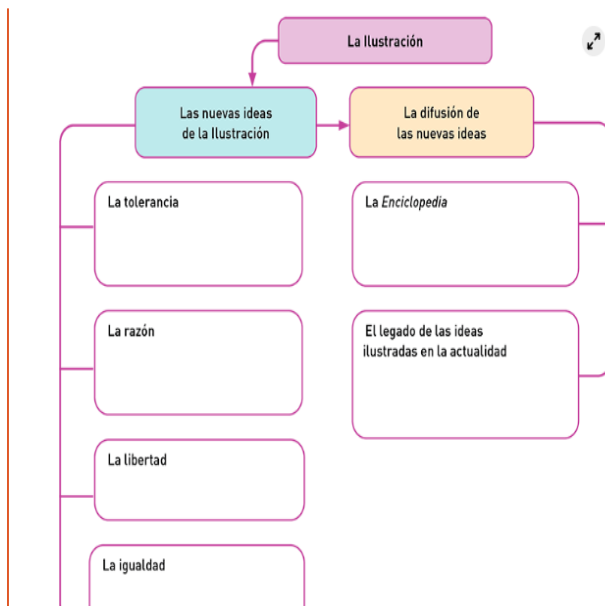 La Ilustración
Las nuevas ideas
de la Ilustración
La difusión de
las nuevas ideas
La tolerancia
La razón
La libertad
La igualdad
La Enciclopedia
El legado de las ideas
ilustradas en la actualidad